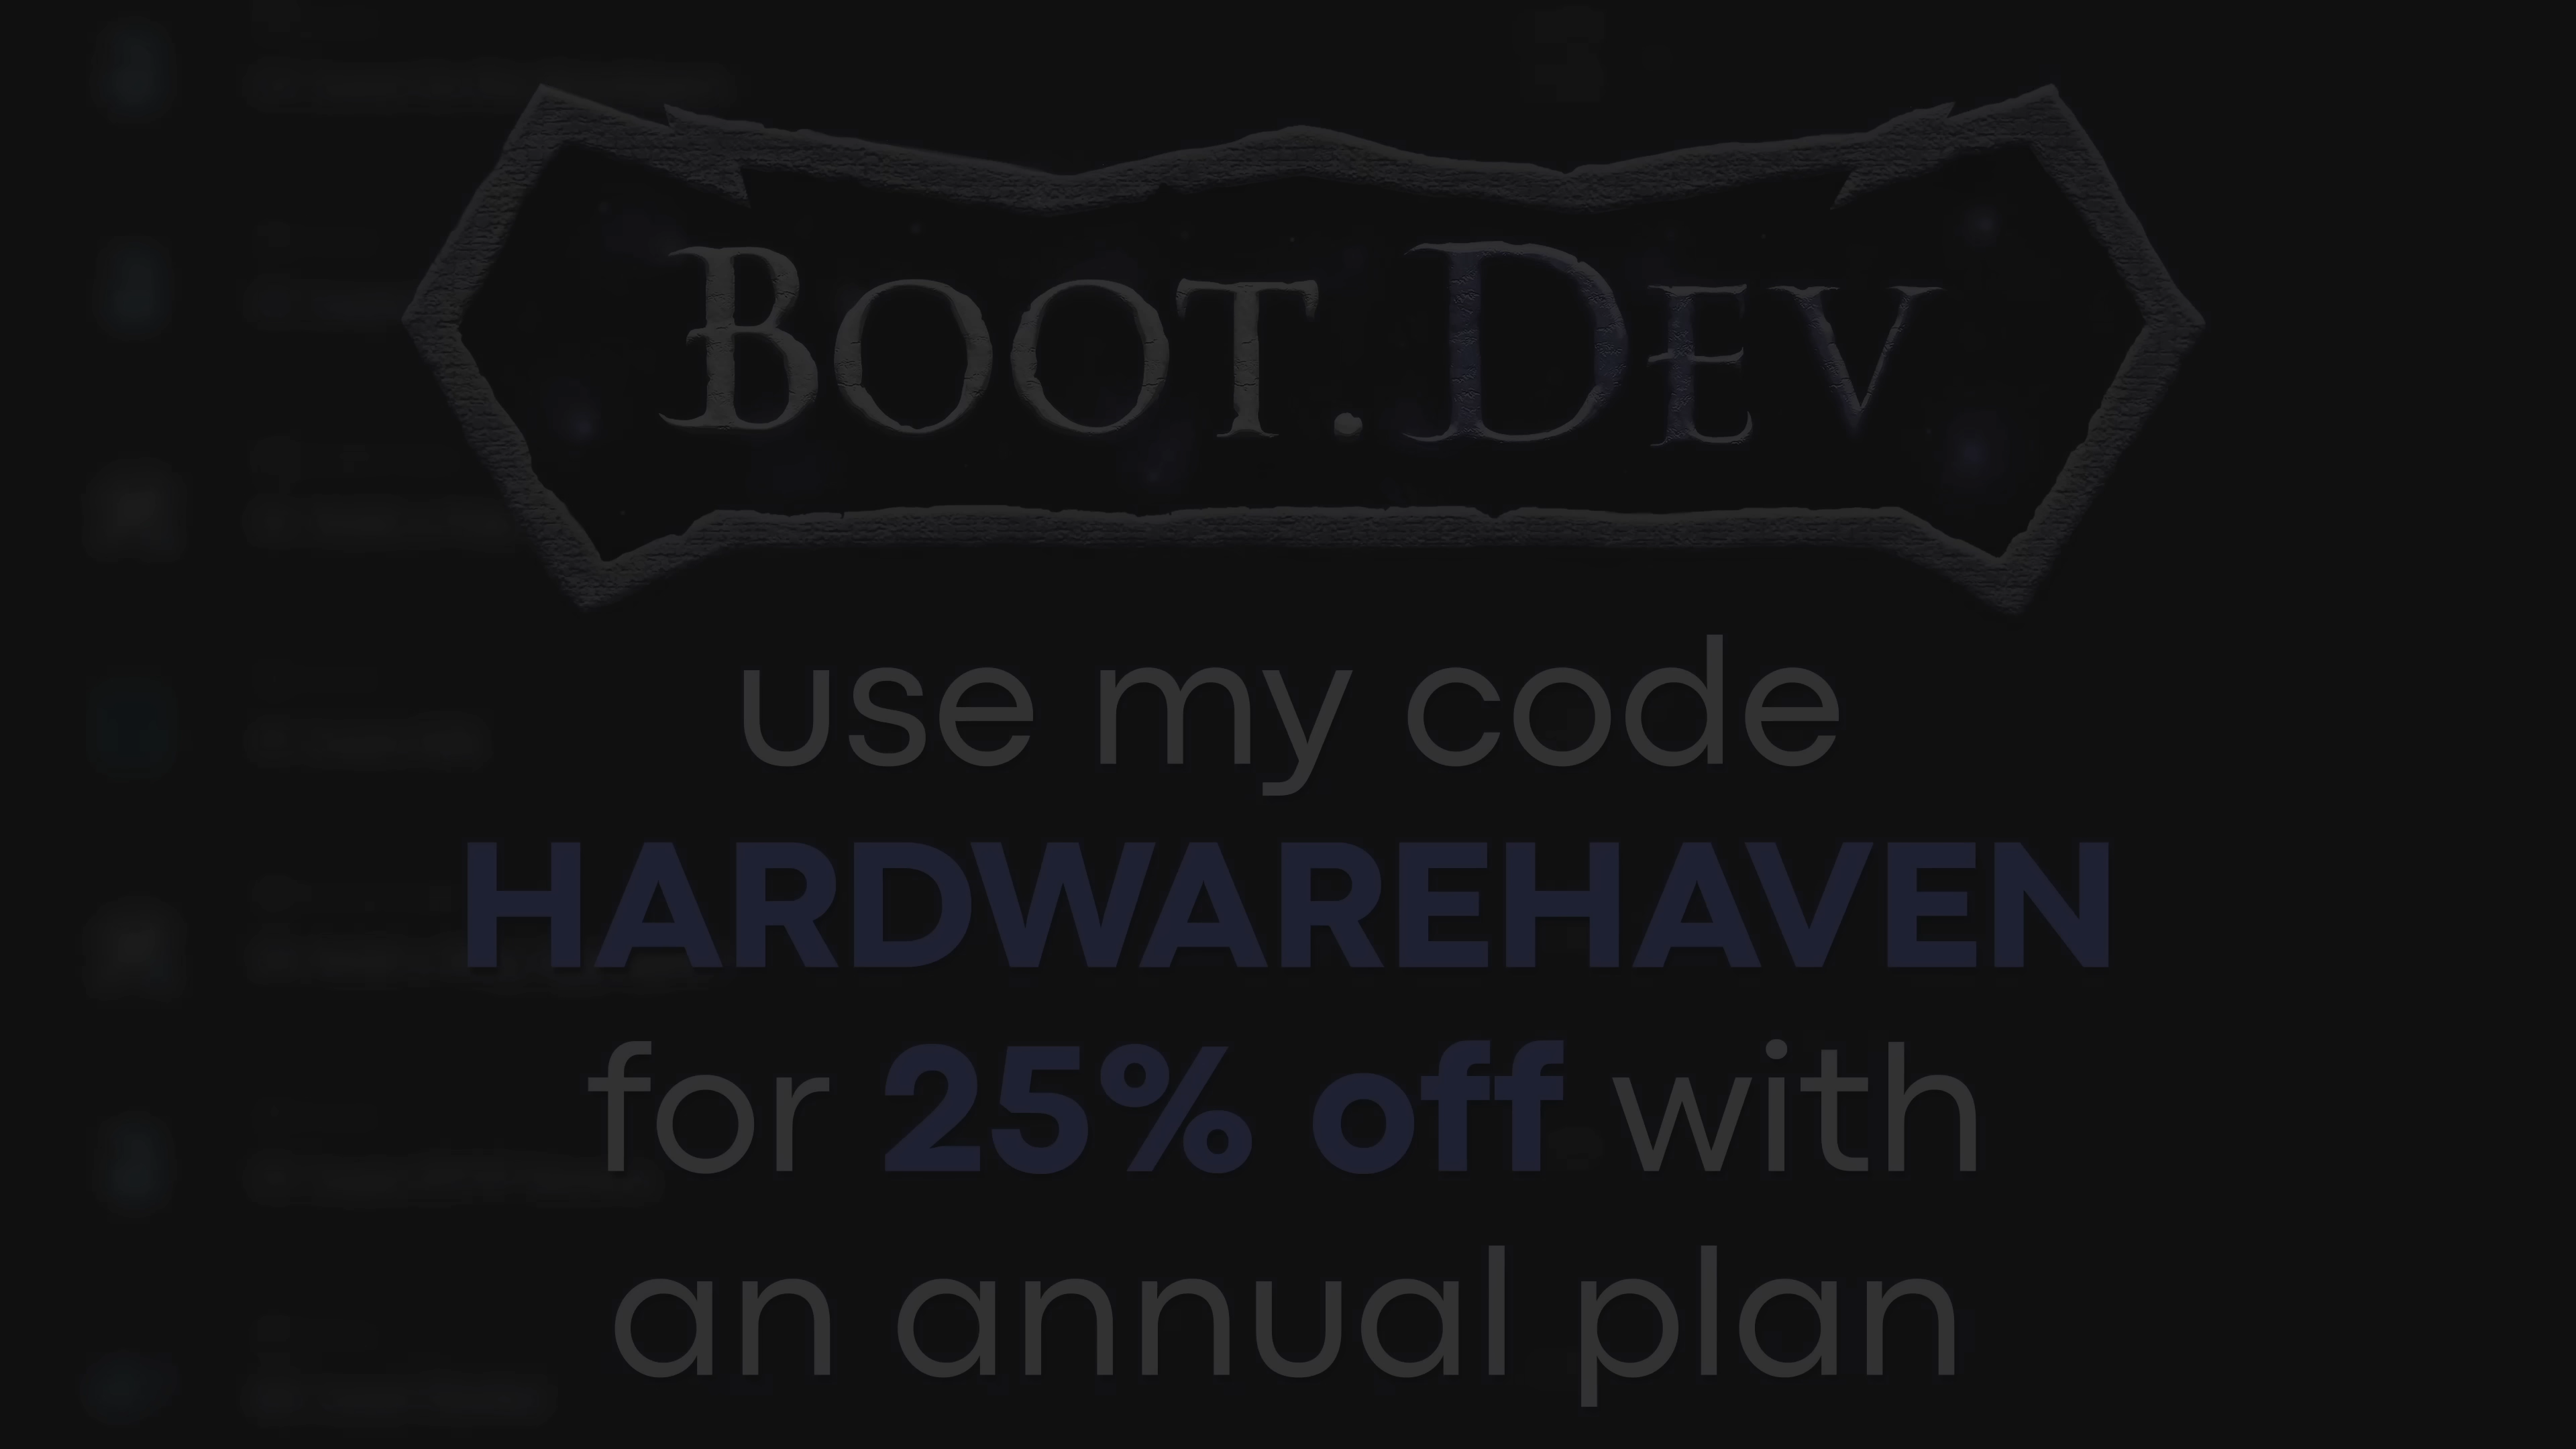 BOOT.DEV
use my code
HARDWAREHAVEN
for 25% off with
an annual plan